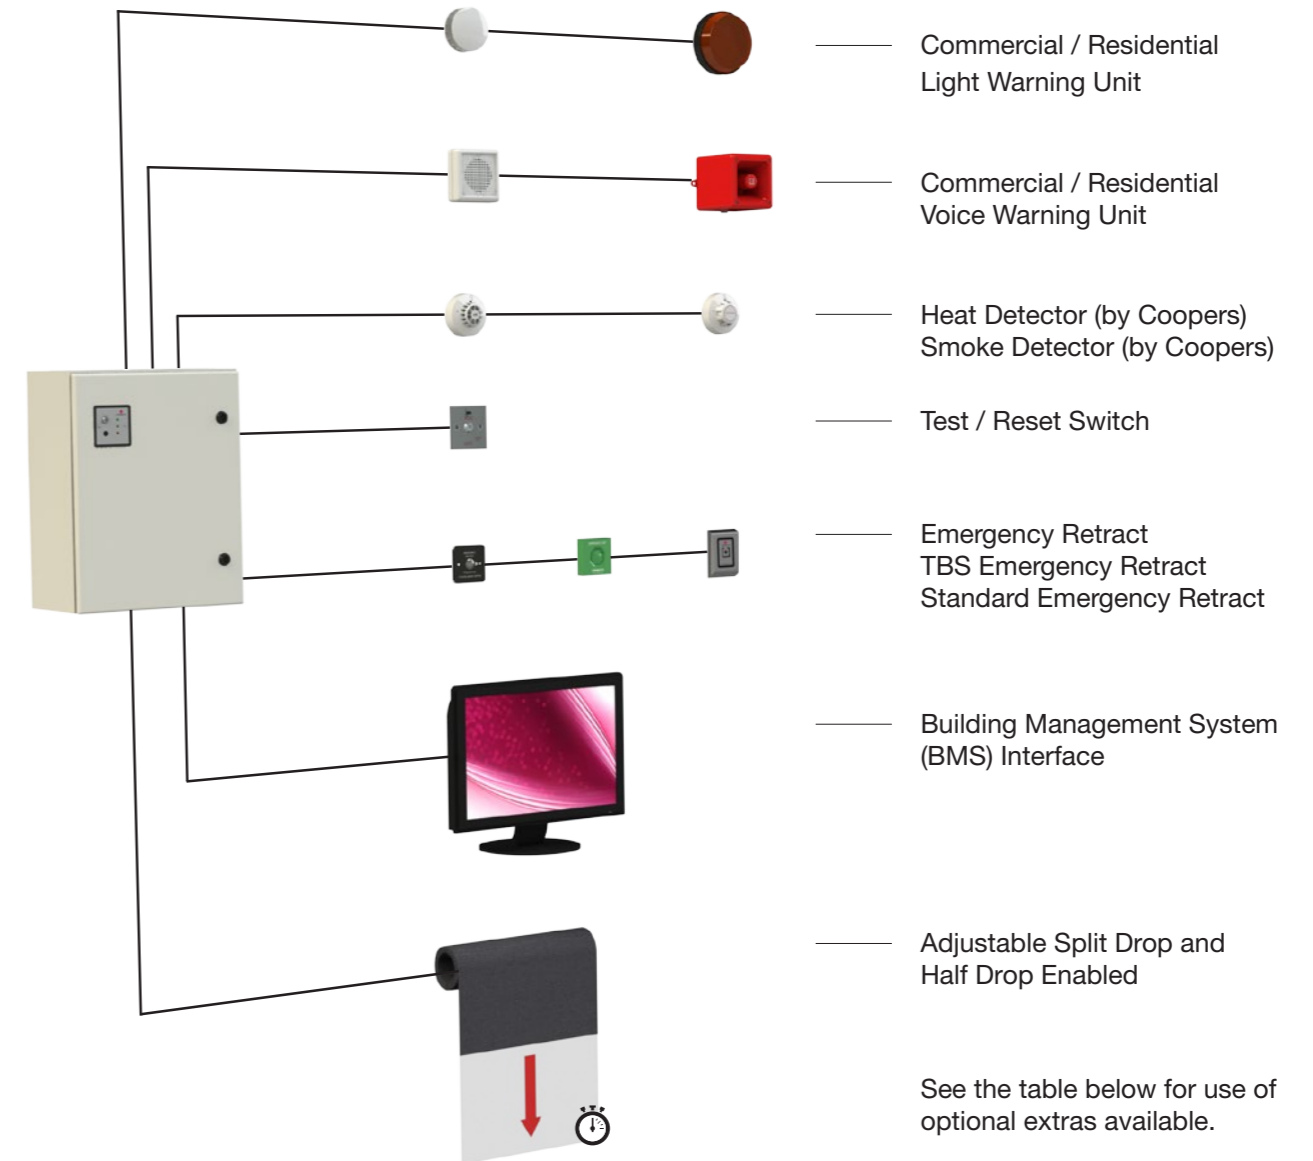 Commercial / Residential
Light Warning Unit
Commercial / Residential
Voice Warning Unit
Heat Detector (by Coopers)
Smoke Detector (by Coopers)
Test / Reset Switch
Emergency Retract
TBS Emergency Retract
Standard Emergency Retract
Building Management System
(BMS) Interface
Adjustable Split Drop and
Half Drop Enabled
See the table below for use of
optional extras available.